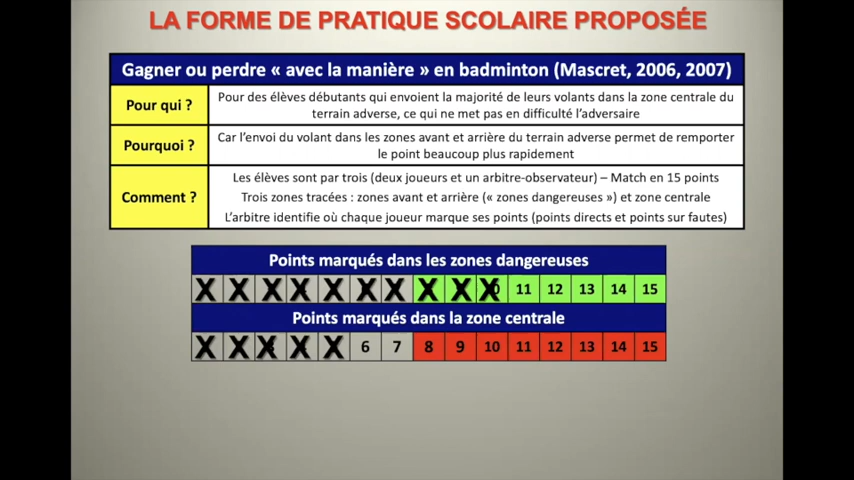 LA FORME DE PRATIQUE SCOLAIRE PROPOSÉE
Gagner ou perdre « avec la manière » en badminton (Mascret, 2006, 2007)
Pour qui ?
Pour des élèves débutants qui envoient la majorité de leurs volants dans la zone centrale du
terrain adverse, ce qui ne met pas en difficulté l'adversaire
Pourquoi ?
Car l'envoi du volant dans les zones avant et arrière du terrain adverse permet de remporter
le point beaucoup plus rapidement
Comment ?
Les élèves sont par trois (deux joueurs et un arbitre-observateur) – Match en 15 points
Trois zones tracées : zones avant et arrière (« zones dangereuses ») et zone centrale
L'arbitre identifie où chaque joueur marque ses points (points directs et points sur fautes)
Points marqués dans les zones dangereuses
X X X X X X X X X X 11 12 13 14 15
Points marqués dans la zone centrale
X X X X X 6 7 8 9 10 11 12 13 14 15